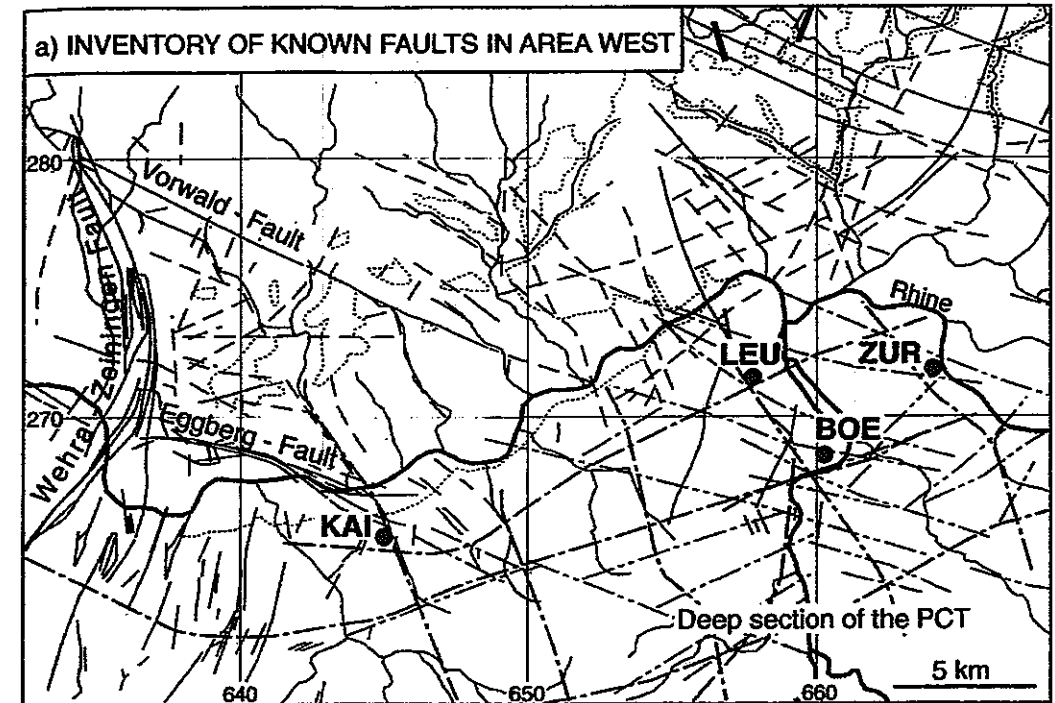 a) INVENTORY OF KNOWN FAULTS IN AREA WEST
280
Vorwald - Fault
Wehra - Zeiningen Fault
Rhine
LEU
ZUR
270
Eggberg - Fault
BOE
KAI
Deep section of the PCT
5 km
640
650
660